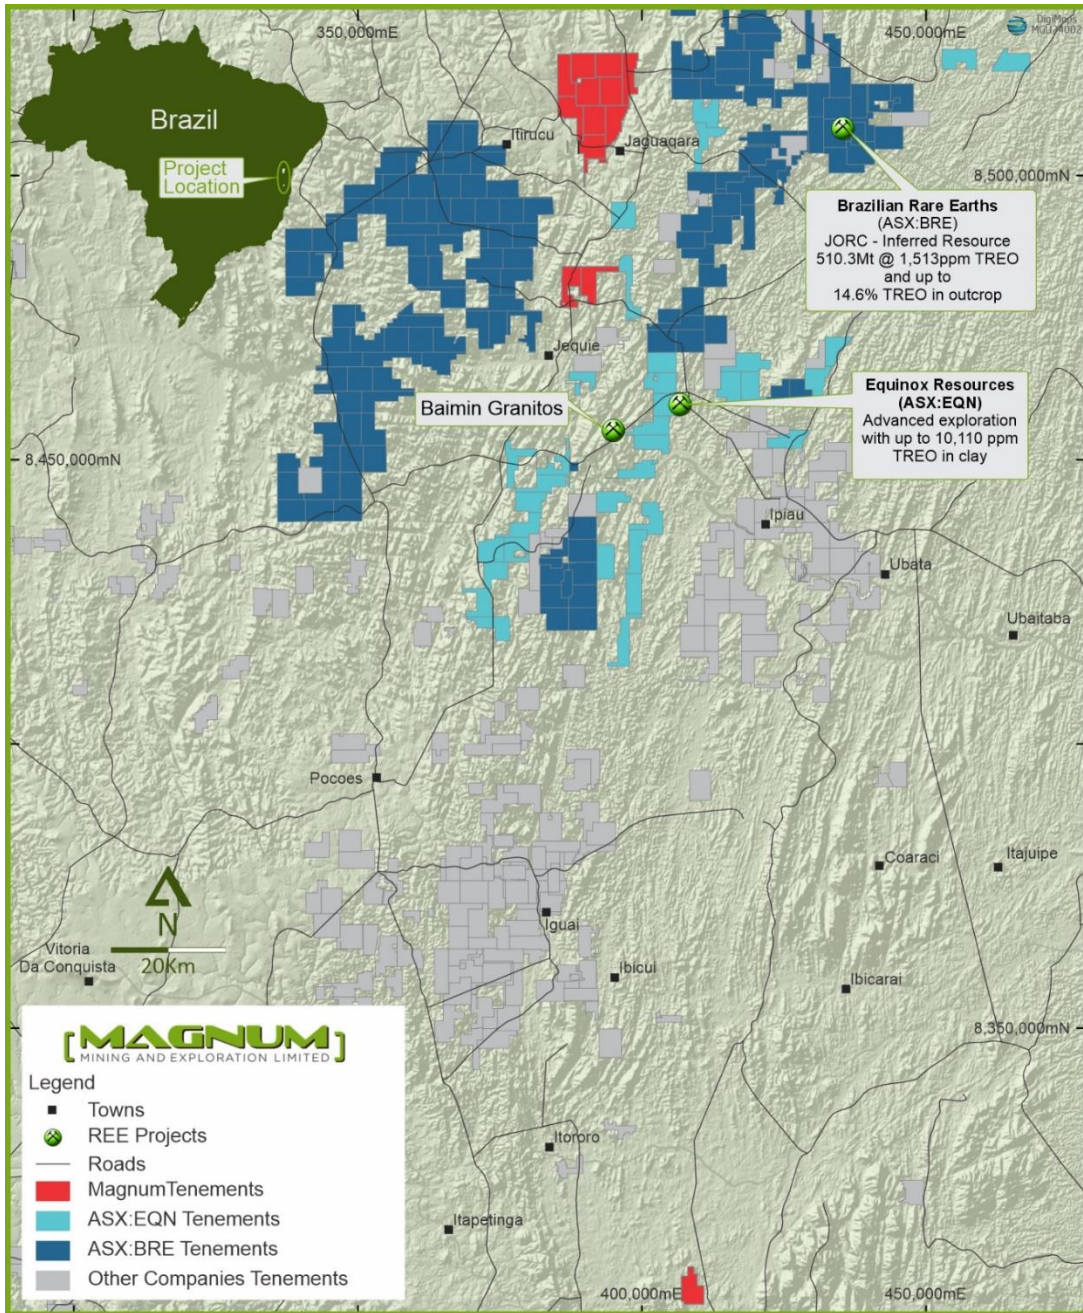 350,000mE
450,000mE
DigiMaps
Brazil
Project
Location
Itirucu
Jaguaqara
8,500,000mN
Brazilian Rare Earths
(ASX:BRE)
JORC - Inferred Resource
510.3Mt @ 1,513ppm TREO
and up to
14.6% TREO in outcrop
Jequie
Baimin Granitos
Equinox Resources
(ASX:EQN)
Advanced exploration
with up to 10,110 ppm
TREO in clay
8,450,000mN
Ipiau
Ubata
Ubaitaba
Pocoes
Coaraci
Itajuipe
N
20Km
Iguai
Vitoria
Da Conquista
Ibicui
Ibicarai
8,350,000mN
[MAGNUM]
MINING AND EXPLORATION LIMITED
Legend
Towns
REE Projects
Roads
MagnumTenements
ASX:EQN Tenements
ASX:BRE Tenements
Other Companies Tenements
Itororo
Itapetinga
400,000mE
450,000mE